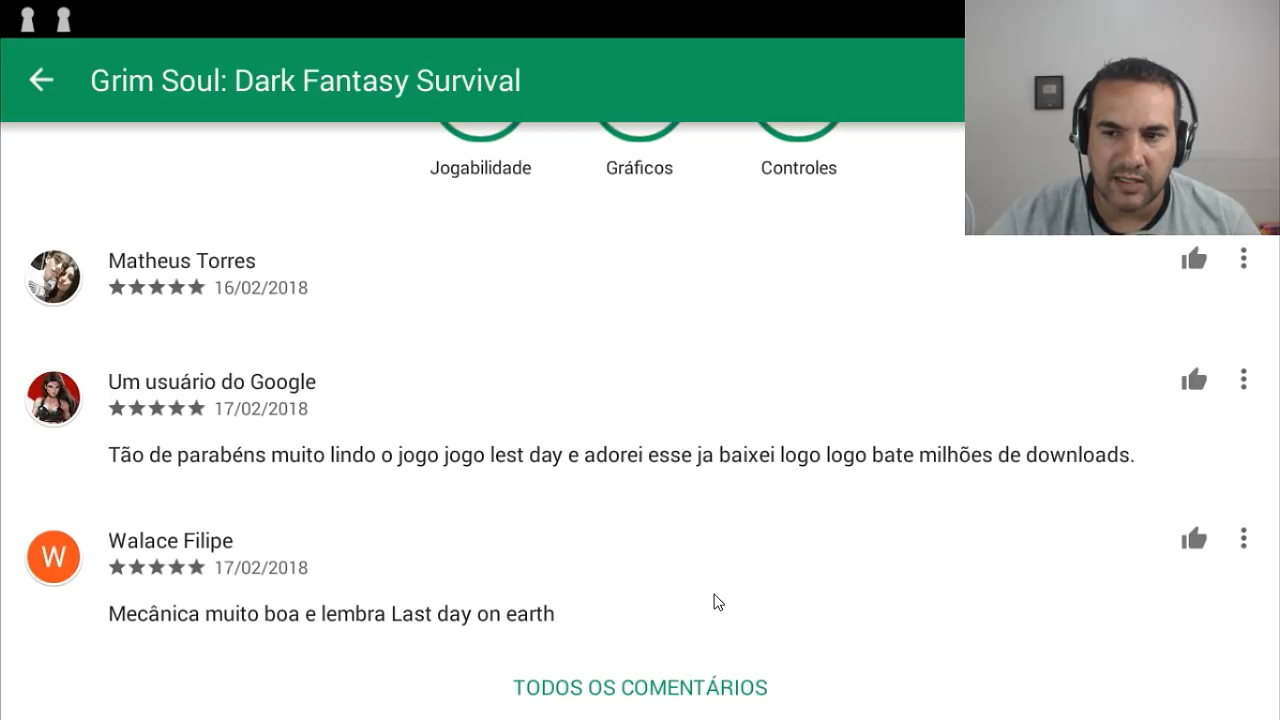 Grim Soul: Dark Fantasy Survival
Jogabilidade
Gráficos
Controles
Matheus Torres
16/02/2018
Um usuário do Google
17/02/2018
Tão de parabéns muito lindo o jogo jogo lest day e adorei esse ja baixei logo logo bate milhões de downloads.
W
Walace Filipe
17/02/2018
Mecânica muito boa e lembra Last day on earth
TODOS OS COMENTÁRIOS